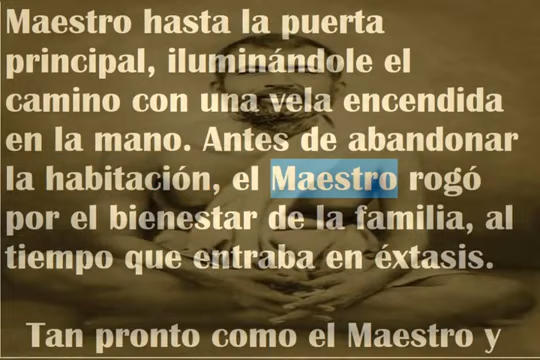 Maestro hasta la puerta
principal, iluminándole el
camino con una vela encendida
en la mano. Antes de abandonar
la habitación, el Maestro rogó
por el bienestar de la familia, al
tiempo que entraba en éxtasis.
Tan pronto como el Maestro y